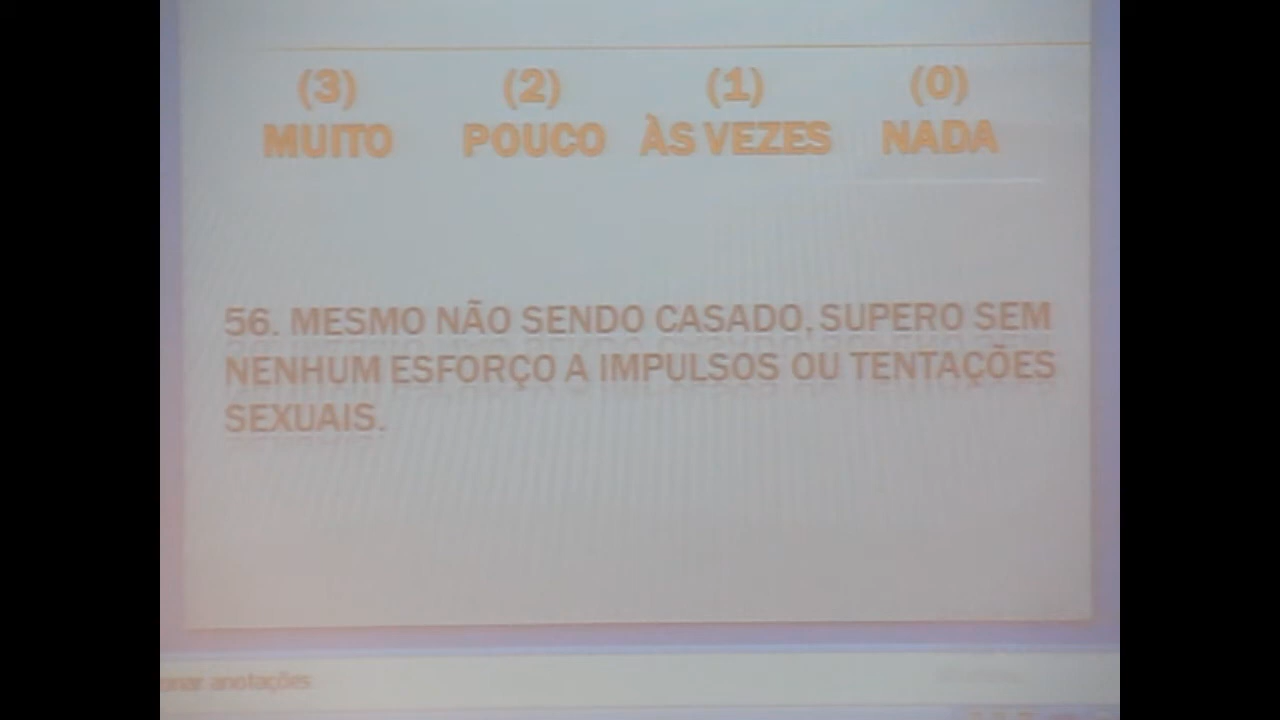 (3) (2) (1) (0)
MUITO POUCO ÀS VEZES NADA
56. MESMO NÃO SENDO CASADO, SUPERO SEM
NENHUM ESFORÇO A IMPULSOS OU TENTAÇÕES
SEXUAIS.
anotações